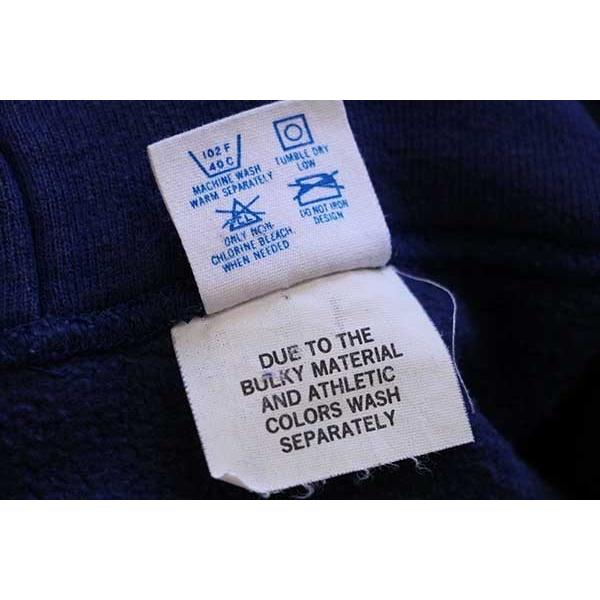 102 F
40 C
MACHINE WASH
WARM SEPARATELY
TUMBLE DRY
LOW
CL
ONLY NON-
CHLORINE BLEACH
WHEN NEEDED
DO NOT IRON
DESIGN
DUE TO THE
BULKY MATERIAL
AND ATHLETIC
COLORS WASH
SEPARATELY